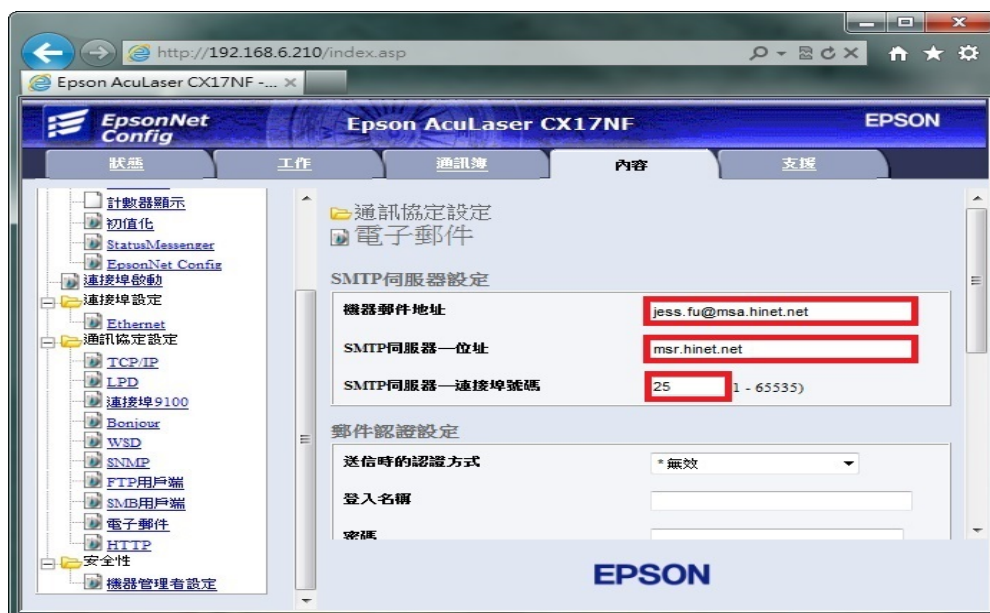 http://192.168.6.210/index.asp
Epson AcuLaser CX17NF -...
EpsonNet
Config
Epson AcuLaser CX17NF
EPSON
狀態
工作
通訊簿
內容
支援
計數器顯示
初值化
StatusMessenger
EpsonNet Config
連接埠啟動
連接埠設定
Ethernet
通訊協定設定
TCP/IP
LPD
連接埠9100
Bonjour
WSD
SNMP
FTP用戶端
SMB用戶端
電子郵件
HTTP
安全性
機器管理者設定
通訊協定設定
電子郵件
SMTP伺服器設定
機器郵件地址
jess.fu@msa.hinet.net
SMTP伺服器—位址
msr.hinet.net
SMTP伺服器—連接埠號碼
25
1 - 65535)
郵件認證設定
送信時的認證方式
*無效
登入名稱
密碼
EPSON